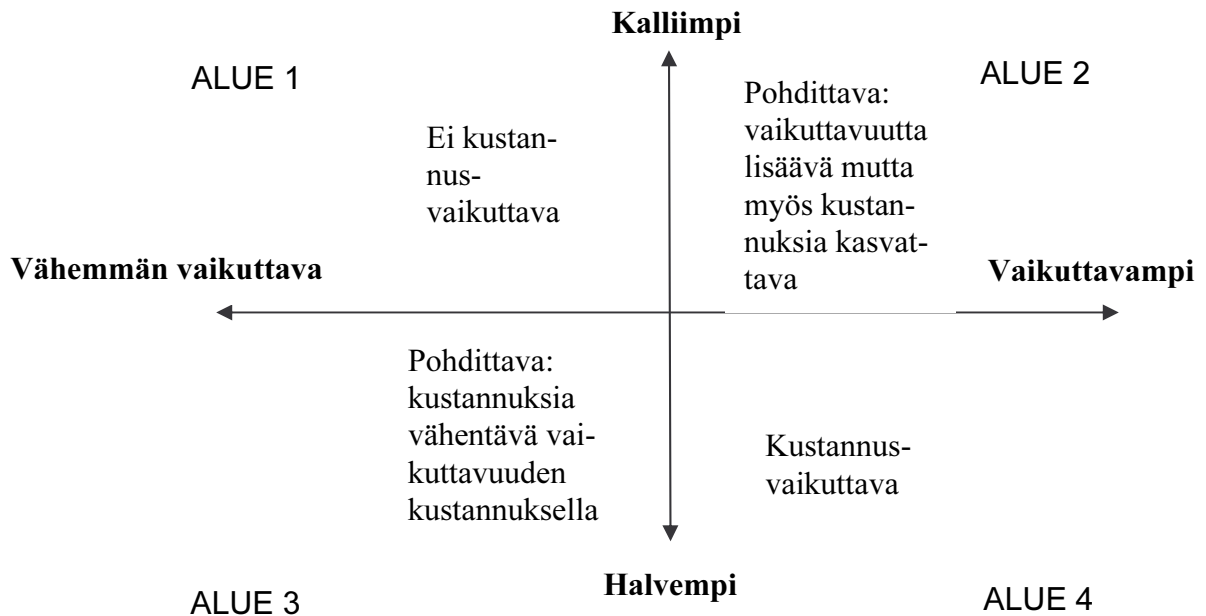 Kalliimpi
ALUE 1
ALUE 2
Ei kustan-
nus-
vaikuttava
Pohdittava:
vaikuttavuutta
lisäävä mutta
myös kustan-
nuksia kasvat-
tava
Vähemmän vaikuttava
Vaikuttavampi
Pohdittava:
kustannuksia
vähentävä vai-
kuttavuuden
kustannuksella
Kustannus-
vaikuttava
Halvempi
ALUE 3
ALUE 4